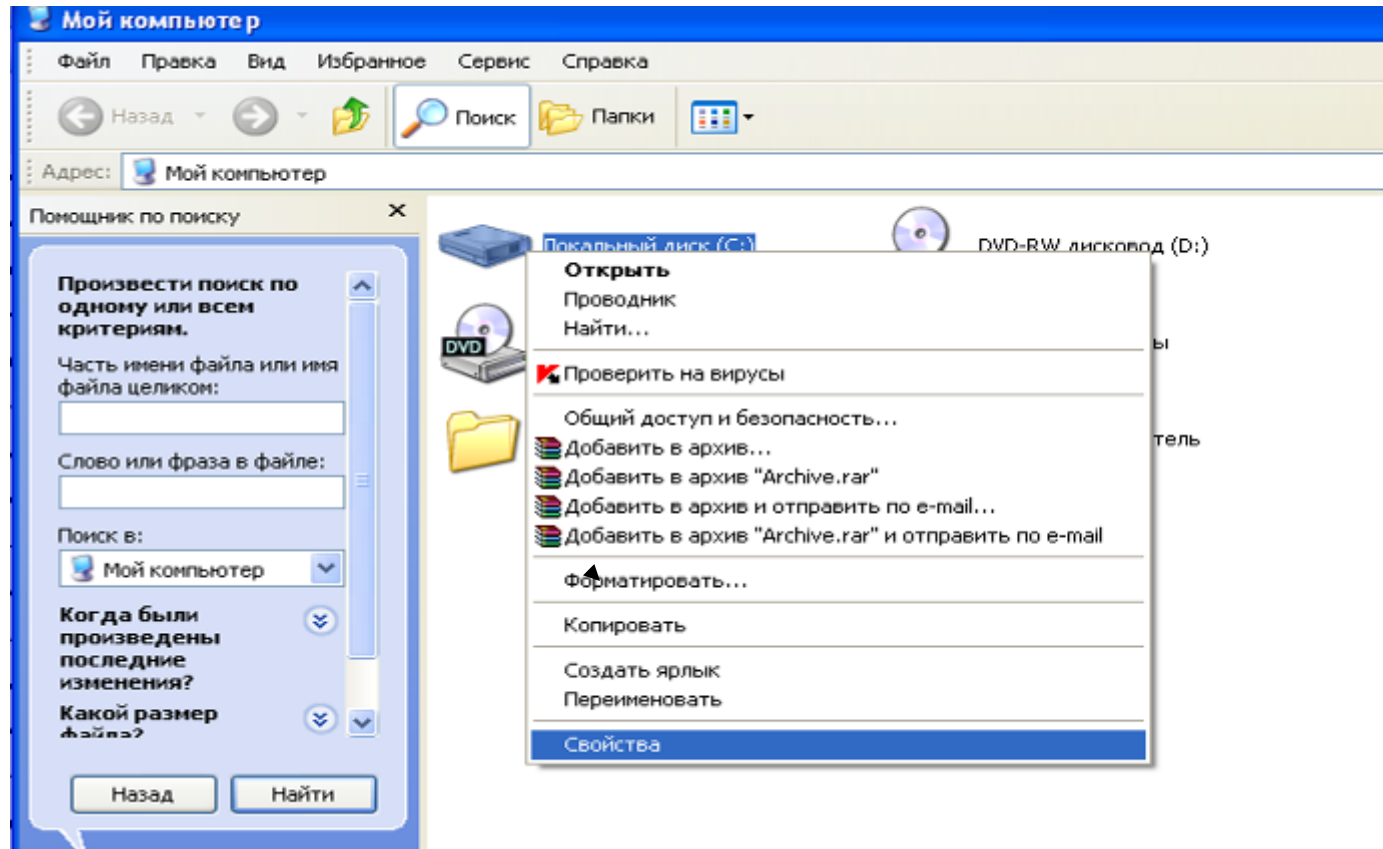 Мой компьютер
Файл Правка Вид Избранное Сервис Справка
Назад Поиск Папки
Адрес: Мой компьютер
Помощник по поиску
Произвести поиск по
одному или всем
критериям.
Часть имени файла или имя
файла целиком:
Слово или фраза в файле:
Поиск в:
Мой компьютер
Когда были
произведены
последние
изменения?
Какой размер
файла?
Назад Найти
Локальный диск (C:)
DVD-RW дисковод (D:)
DVD
Открыть
Проводник
Найти...
Проверить на вирусы
Общий доступ и безопасность...
Добавить в архив...
Добавить в архив "Archive.rar"
Добавить в архив и отправить по e-mail...
Добавить в архив "Archive.rar" и отправить по e-mail
Форматировать...
Копировать
Создать ярлык
Переименовать
Свойства